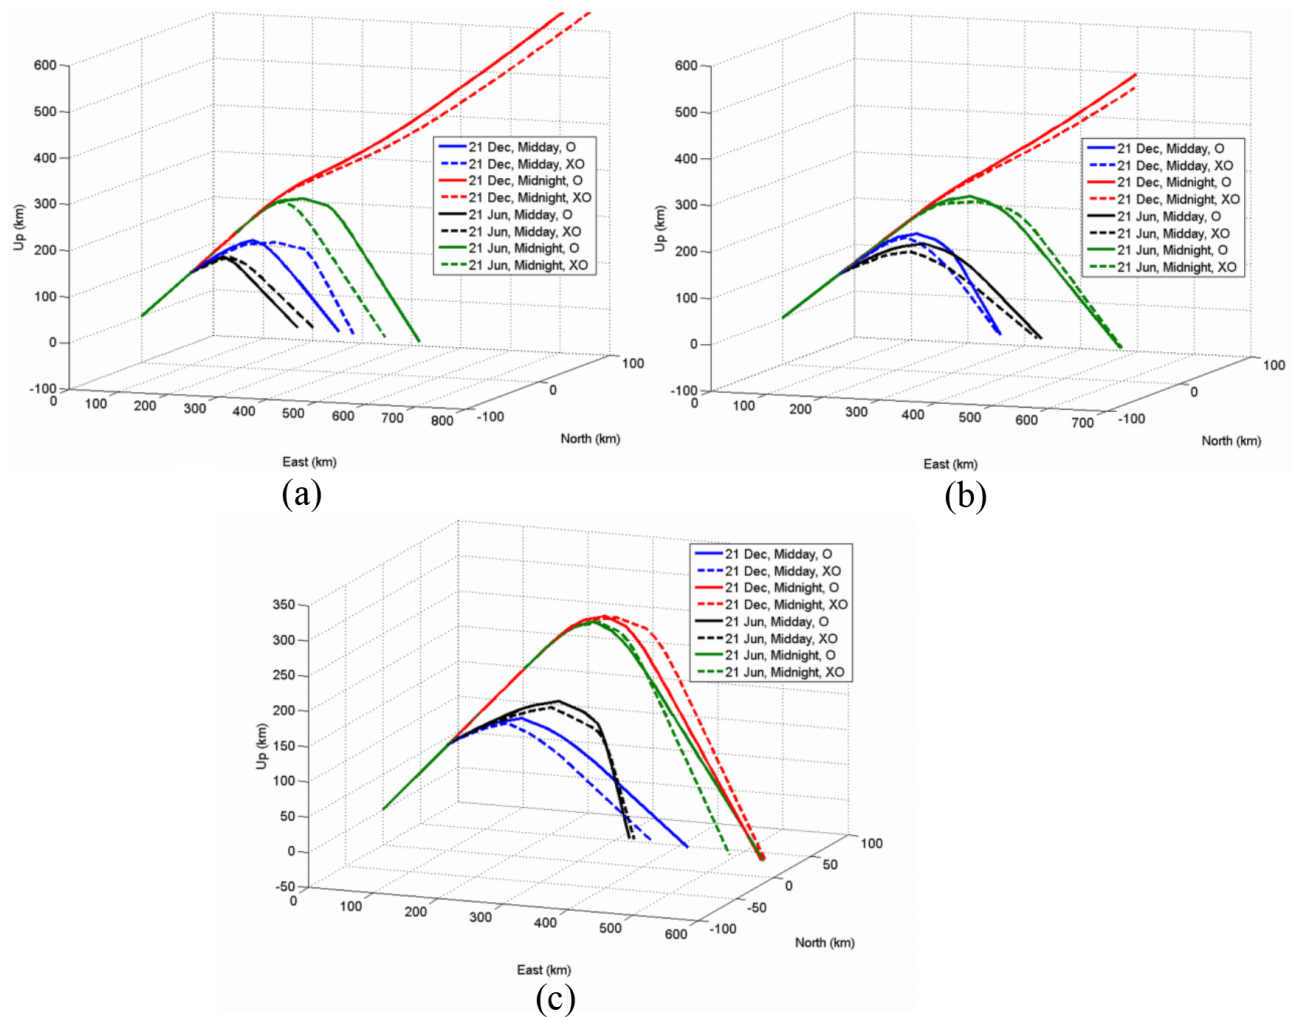 600
500
400
300
200
100
0
-100
Up (km)
0
100
200
300
400
500
600
700
800
East (km)
-100
0
100
North (km)
21 Dec, Midday, O
21 Dec, Midday, XO
21 Dec, Midnight, O
21 Dec, Midnight, XO
21 Jun, Midday, O
21 Jun, Midday, XO
21 Jun, Midnight, O
21 Jun, Midnight, XO
(a)
600
500
400
300
200
100
0
-100
Up (km)
0
100
200
300
400
500
600
700
East (km)
-100
0
100
North (km)
21 Dec, Midday, O
21 Dec, Midday, XO
21 Dec, Midnight, O
21 Dec, Midnight, XO
21 Jun, Midday, O
21 Jun, Midday, XO
21 Jun, Midnight, O
21 Jun, Midnight, XO
(b)
350
300
250
200
150
100
50
0
-50
Up (km)
0
100
200
300
400
500
600
East (km)
-100
-50
0
50
100
North (km)
21 Dec, Midday, O
21 Dec, Midday, XO
21 Dec, Midnight, O
21 Dec, Midnight, XO
21 Jun, Midday, O
21 Jun, Midday, XO
21 Jun, Midnight, O
21 Jun, Midnight, XO
(c)